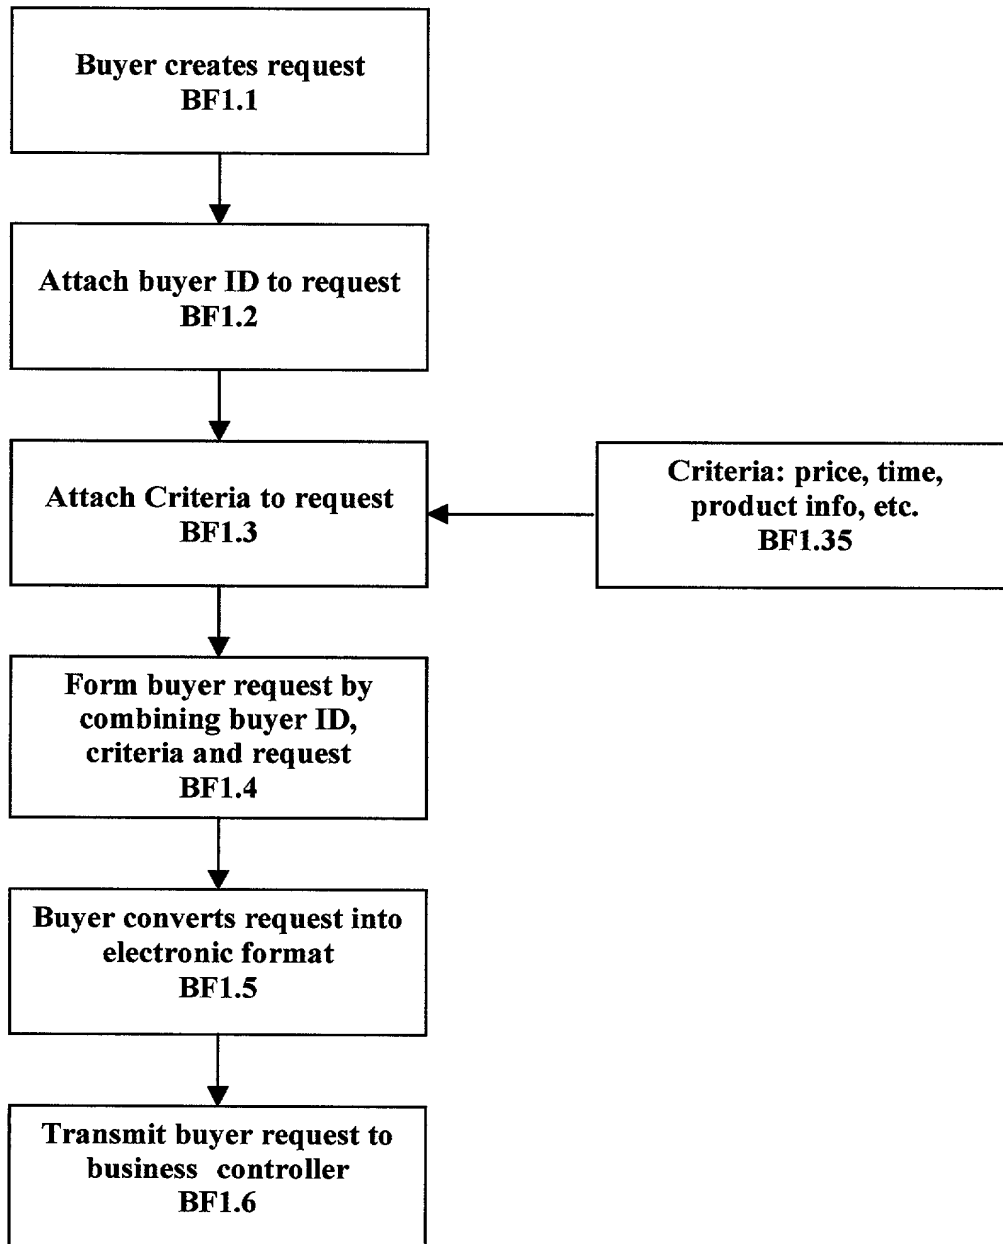 Buyer creates request
BF1.1
Attach buyer ID to request
BF1.2
Attach Criteria to request
BF1.3
Criteria: price, time,
product info, etc.
BF1.35
Form buyer request by
combining buyer ID,
criteria and request
BF1.4
Buyer converts request into
electronic format
BF1.5
Transmit buyer request to
business controller
BF1.6